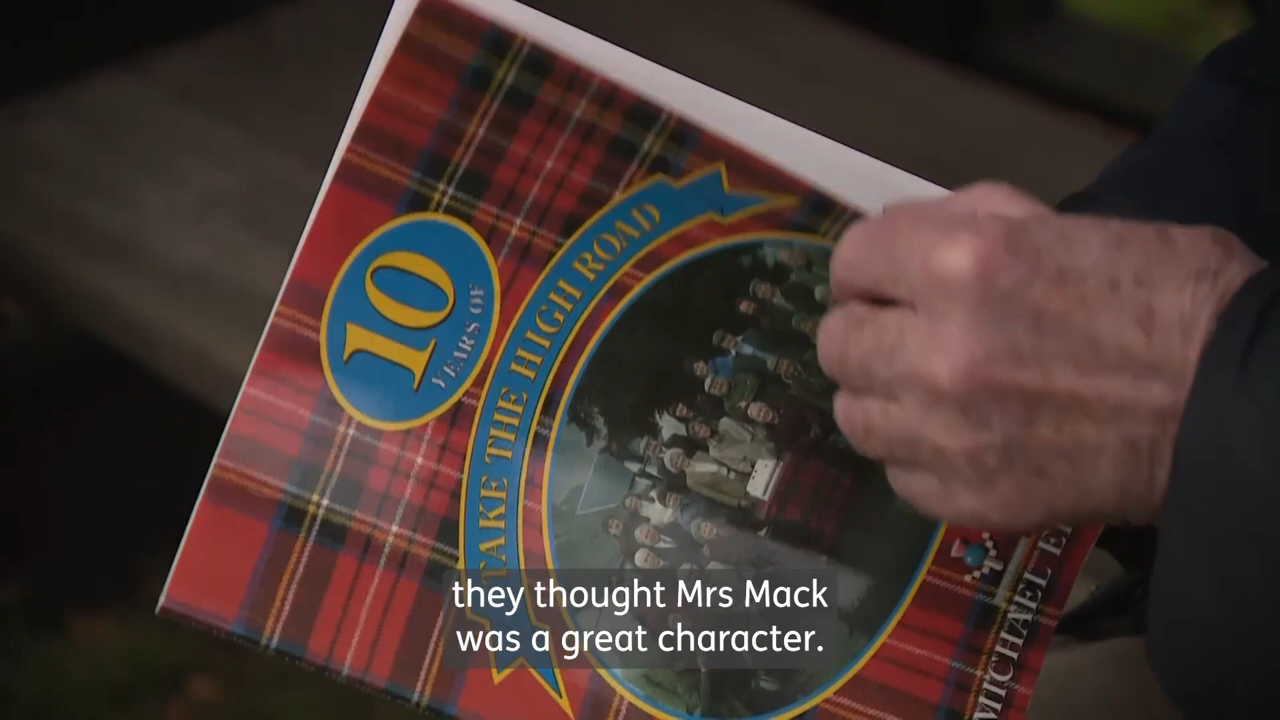 10
YEARS OF
TAKE THE HIGH ROAD
MICHAEL
they thought Mrs Mack
was a great character.